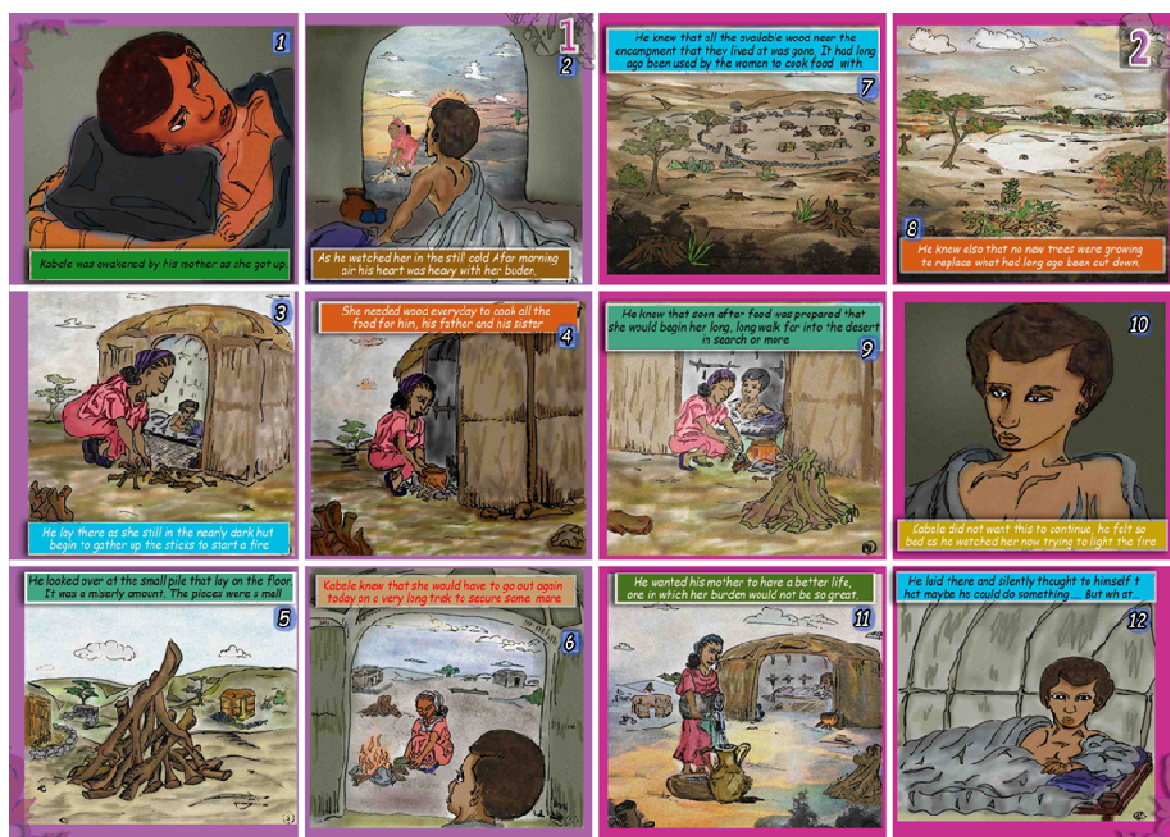 1
1
Kabele was awakened by his mother as she got up.
2
As he watched her in the still cold Afar morning
air his heart was heavy with her buden.
3
He lay there as she still in the nearly dark hut
begin to gather up the sticks to start a fire
She needed wood everyday to cook all the
food for him, his father and his sister
4
He looked over at the small pile that lay on the floor.
It was a miserly amount. The pieces were small
5
Kabele knew that she would have to go out again
today on a very long trek to secure some more
6
2
He knew that all the available wood near the
encampment that they lived at was gone. It had long
ago been used by the women to cook food with.
7
8
He knew also that no new trees were growing
to replace what had long ago been cut down.
He knew that soon after food was prepared that
she would begin her long, longwalk far into the desert
in search or more
9
10
Kabele did not want this to continue, he felt so
bad as he watched her now trying to light the fire
He wanted his mother to have a better life,
one in which her burden would not be so great.
11
He laid there and silently thought to himself t
hat maybe he could do something.... But wh at...
12